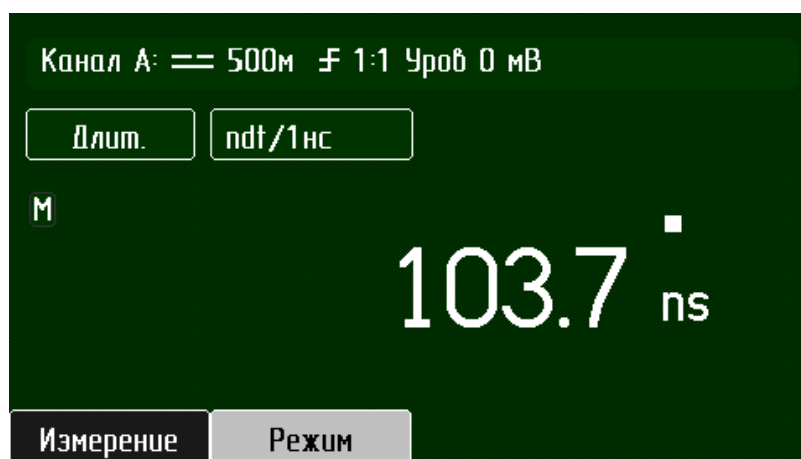 Канал А: == 500м 1:1 Уров 0 мВ
Длит. ndt/1нс
М
103.7 ns
Измерение Режим